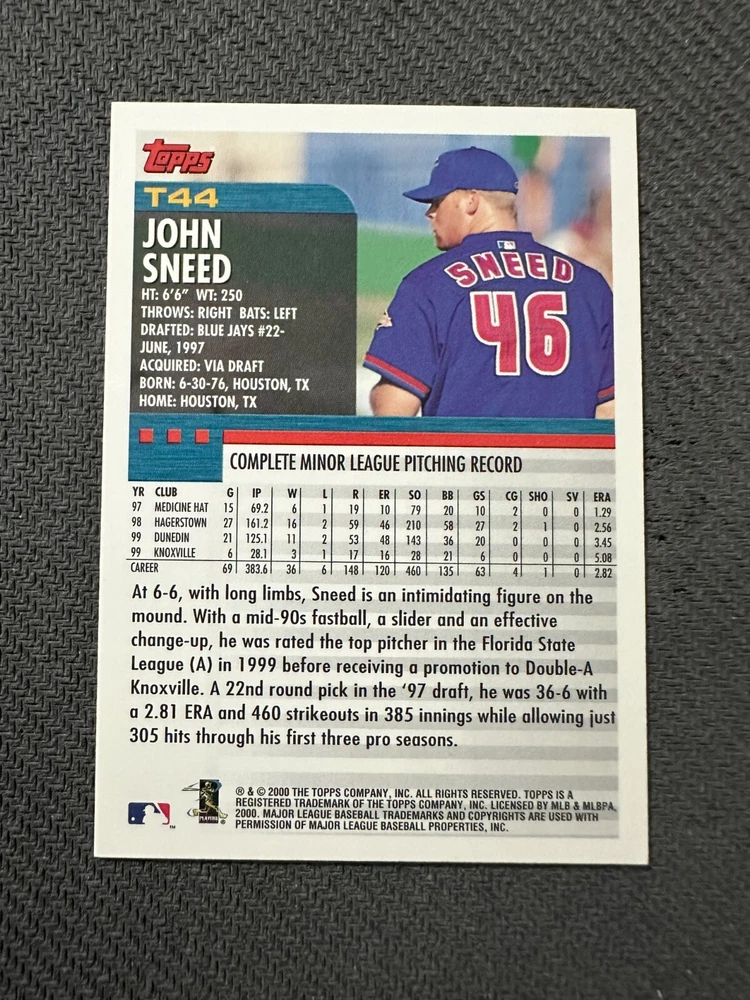 Topps
T44
JOHN
SNEED
HT: 6'6" WT: 250
THROWS: RIGHT BATS: LEFT
DRAFTED: BLUE JAYS #22-
JUNE, 1997
ACQUIRED: VIA DRAFT
BORN: 6-30-76, HOUSTON, TX
HOME: HOUSTON, TX
SNEED
46
COMPLETE MINOR LEAGUE PITCHING RECORD
YR CLUB G IP W L R ER SO BB GS CG SHO SV ERA
97 MEDICINE HAT 15 69.2 6 1 19 10 79 20 10 2 0 0 1.29
98 HAGERSTOWN 27 161.2 16 2 59 46 210 58 27 2 1 0 2.56
99 DUNEDIN 21 125.1 11 2 53 48 143 36 20 0 0 0 3.45
99 KNOXVILLE 6 28.1 3 1 17 16 28 21 6 0 0 0 5.08
CAREER 69 383.6 36 6 148 120 460 135 63 4 1 0 2.82
At 6-6, with long limbs, Sneed is an intimidating figure on the
mound. With a mid-90s fastball, a slider and an effective
change-up, he was rated the top pitcher in the Florida State
League (A) in 1999 before receiving a promotion to Double-A
Knoxville. A 22nd round pick in the '97 draft, he was 36-6 with
a 2.81 ERA and 460 strikeouts in 385 innings while allowing just
305 hits through his first three pro seasons.
® & © 2000 THE TOPPS COMPANY, INC. ALL RIGHTS RESERVED. TOPPS IS A
REGISTERED TRADEMARK OF THE TOPPS COMPANY, INC. LICENSED BY MLB & MLBPA,
2000. MAJOR LEAGUE BASEBALL TRADEMARKS AND COPYRIGHTS ARE USED WITH
PERMISSION OF MAJOR LEAGUE BASEBALL PROPERTIES, INC.
PLAYERS
TM